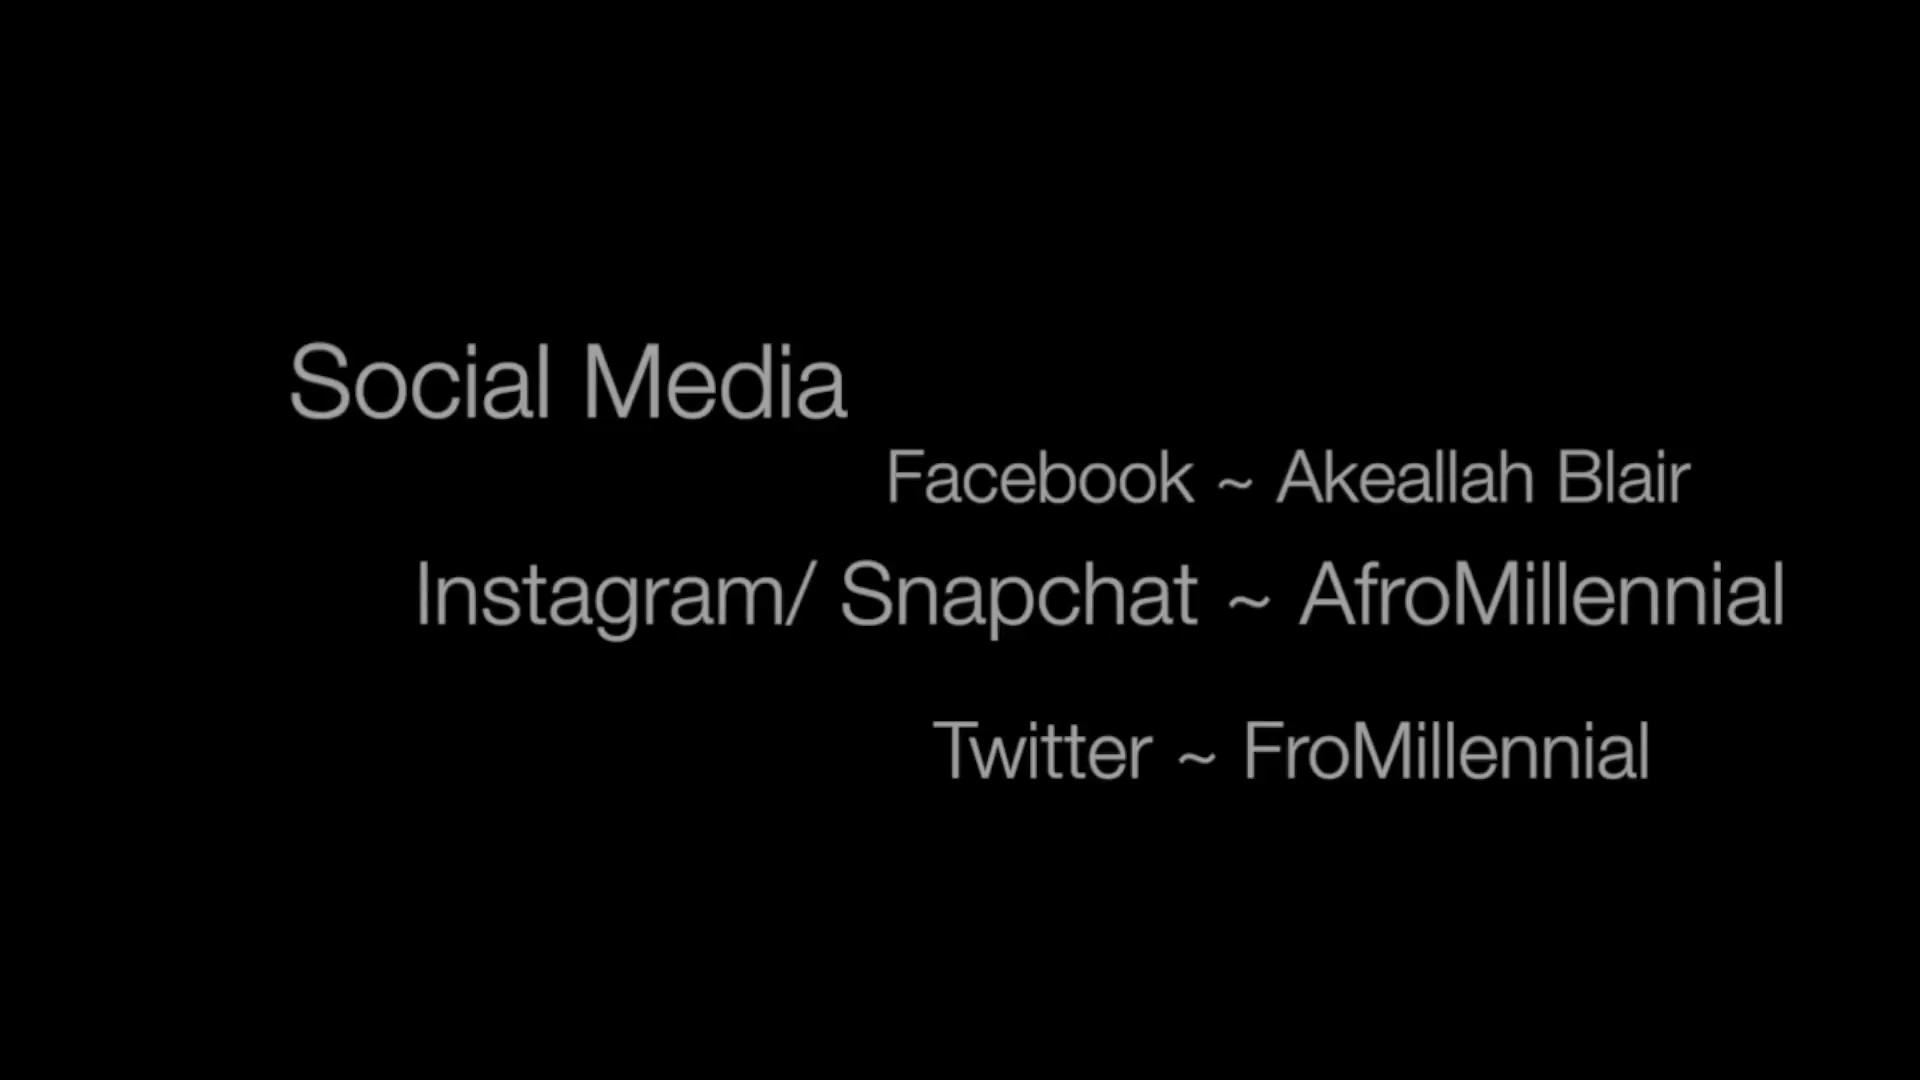 Social Media
Facebook ~ Akeallah Blair
Instagram/ Snapchat ~ AfroMillennial
Twitter ~ FroMillennial